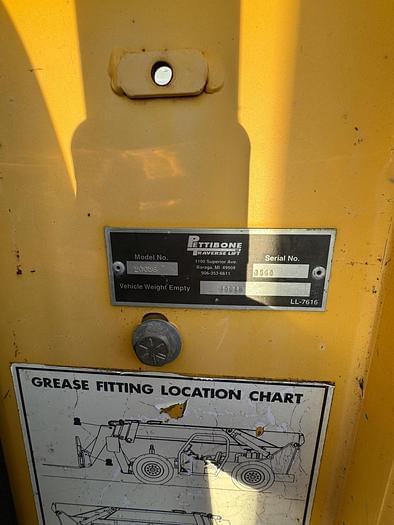 PETTIBONE
TRAVERSE LIFT
1100 Superior Ave.
Baraga, MI 49908
906-353-6611
Model No.
Serial No.
Vehicle Weight Empty
LL-7616
GREASE FITTING LOCATION CHART